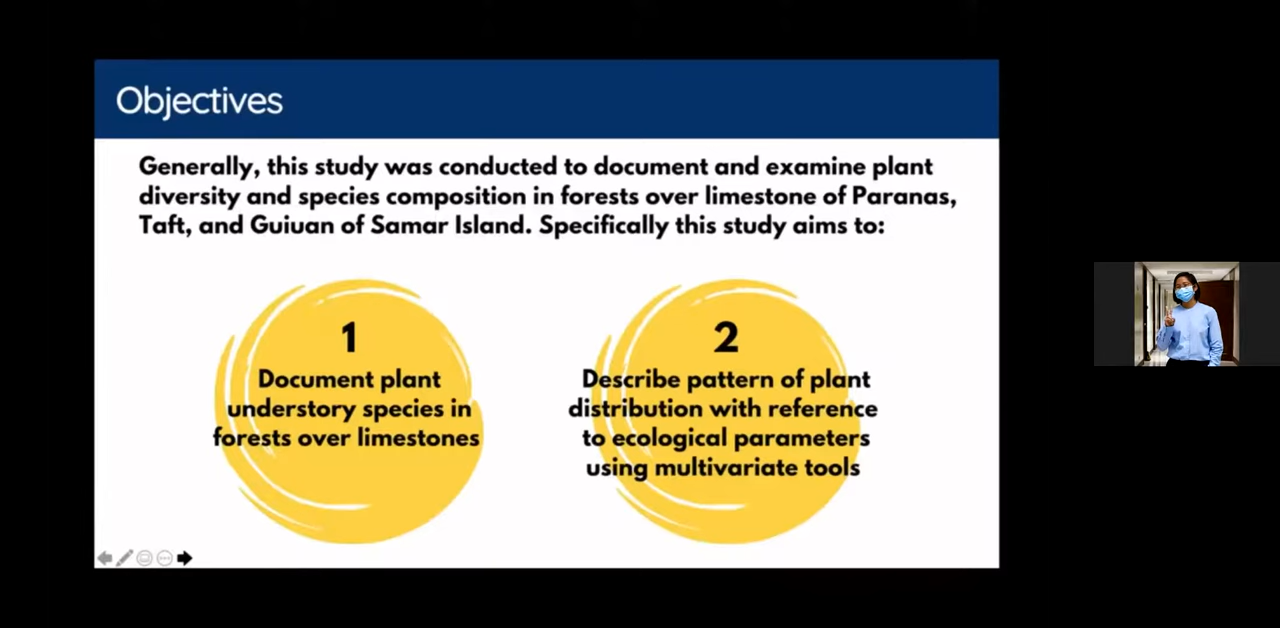 Objectives
Generally, this study was conducted to document and examine plant
diversity and species composition in forests over limestone of Paranas,
Taft, and Guiuan of Samar Island. Specifically this study aims to:
1
Document plant
understory species in
forests over limestones
2
Describe pattern of plant
distribution with reference
to ecological parameters
using multivariate tools